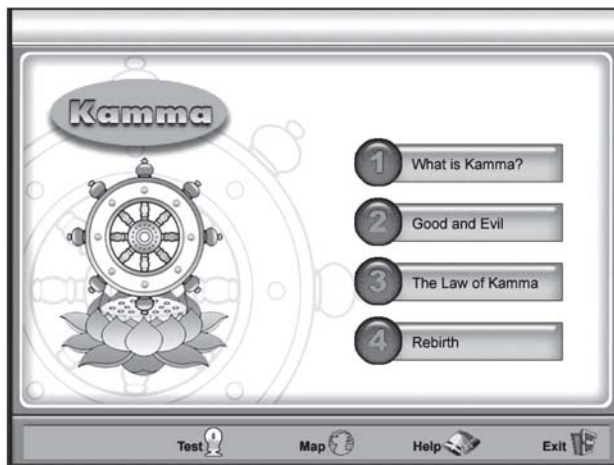 Kamma
1 What is Kamma?
2 Good and Evil
3 The Law of Kamma
4 Rebirth
Test Map Help Exit